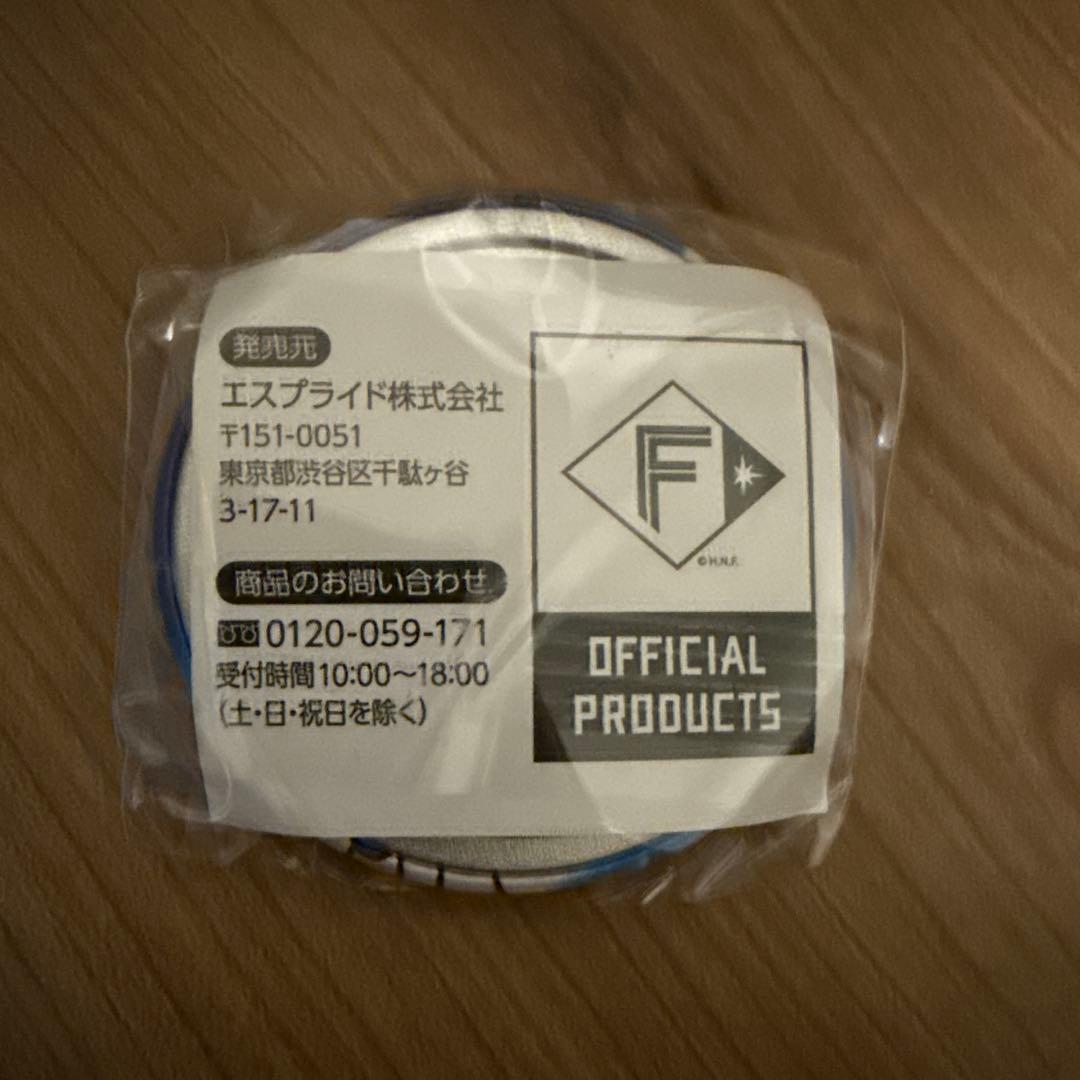 発売元
エスプライド株式会社
〒151-0051
東京都渋谷区千駄ヶ谷
3-17-11
商品のお問い合わせ
0120-059-171
受付時間10:00～18:00
(土・日・祝日を除く)
F
©H.N.F.
OFFICIAL
PRODUCTS